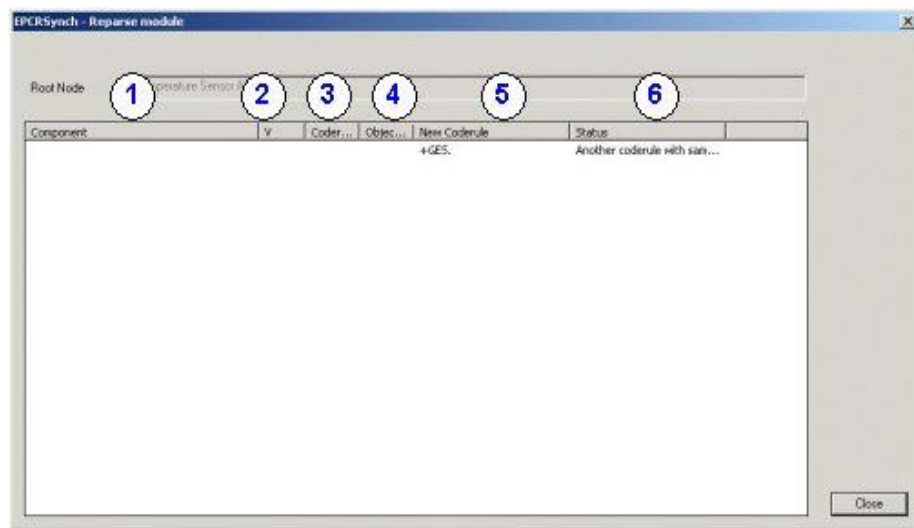 EPCRSynch - Reparse module
Root Node
1 2 3 4 5 6
Component V Coder... Objec... New Coderule Status
+GES. Another coderule with sam...
Close